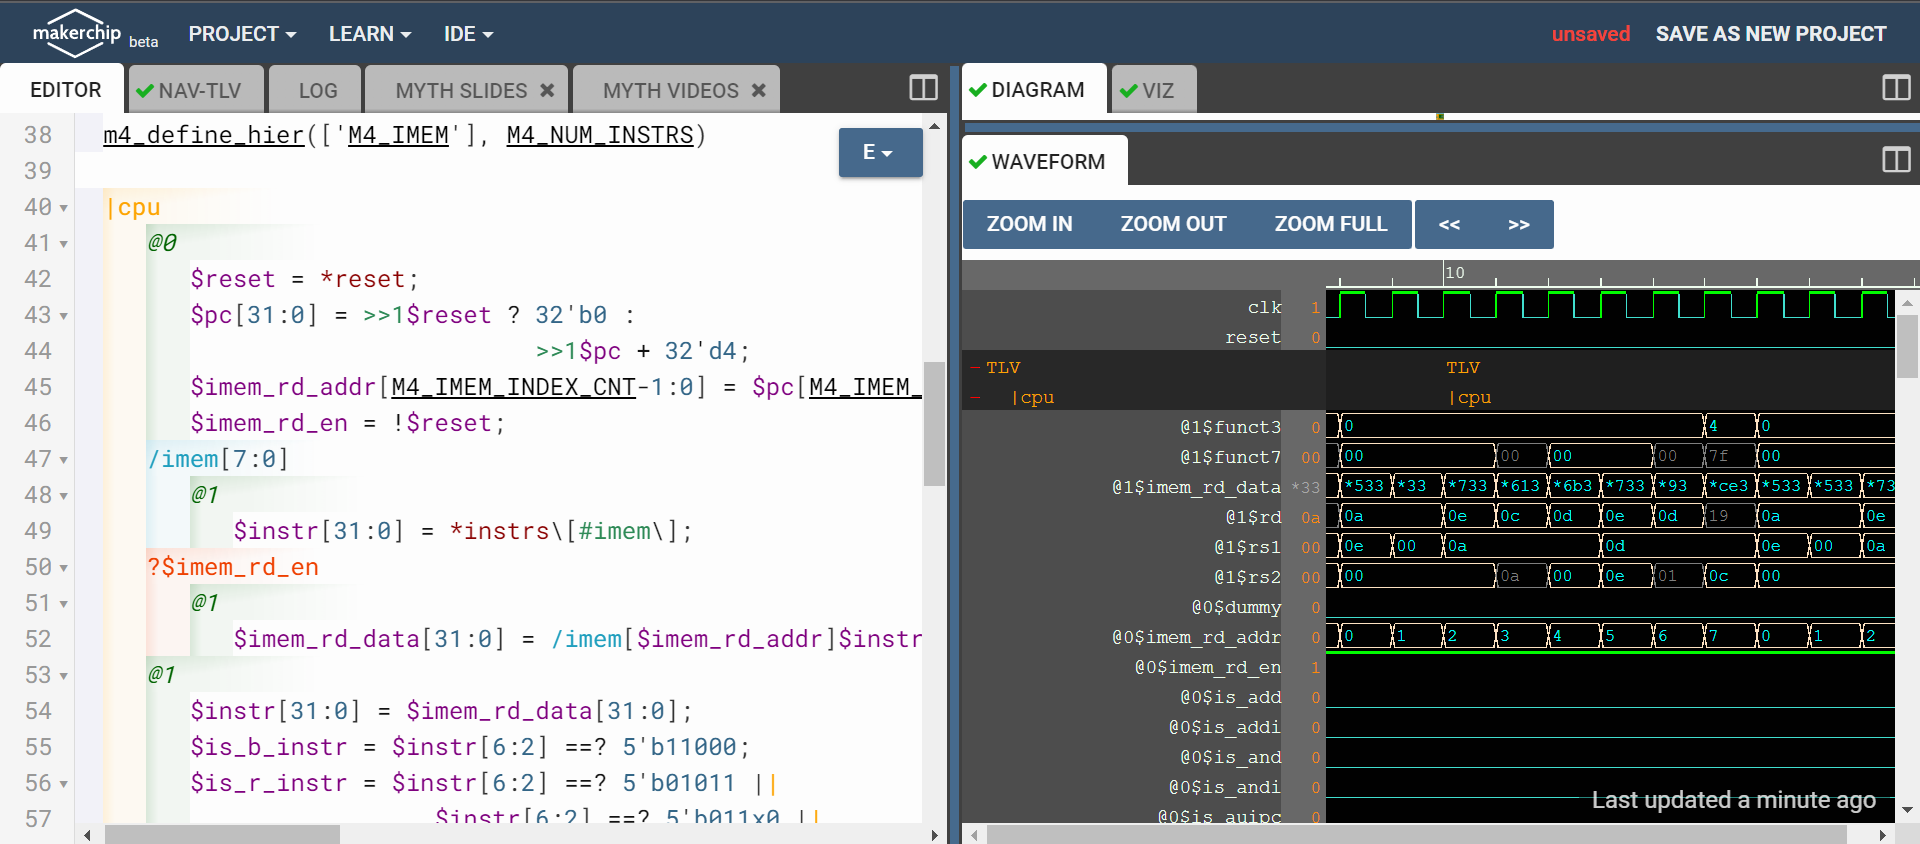 makerchip beta PROJECT LEARN IDE unsaved SAVE AS NEW PROJECT
EDITOR NAV-TLV LOG MYTH SLIDES MYTH VIDEOS
38 m4_define_hier(['M4_IMEM'], M4_NUM_INSTRS)
E
39
40 |cpu
41 @0
42 $reset = *reset;
43 $pc[31:0] = >>1$reset ? 32'b0 :
44 >>1$pc + 32'd4;
45 $imem_rd_addr[M4_IMEM_INDEX_CNT-1:0] = $pc[M4_IMEM_
46 $imem_rd_en = !$reset;
47 /imem[7:0]
48 @1
49 $instr[31:0] = *instrs\[#imem\];
50 ?$imem_rd_en
51 @1
52 $imem_rd_data[31:0] = /imem[$imem_rd_addr]$instr
53 @1
54 $instr[31:0] = $imem_rd_data[31:0];
55 $is_b_instr = $instr[6:2] ==? 5'b11000;
56 $is_r_instr = $instr[6:2] ==? 5'b01011 ||
57 $instr[6:2] ==? 5'b011x0 ||
DIAGRAM VIZ
WAVEFORM
ZOOM IN ZOOM OUT ZOOM FULL << >>
10
clk 1
reset 0
TLV TLV
|cpu |cpu
@1$funct3 0 0 4 0
@1$funct7 00 00 00 00 00 7f 00
@1$imem_rd_data *33 *533 *33 *733 *613 *6b3 *733 *93 *ce3 *533 *533 *73
@1$rd 0a 0a 0e 0c 0d 0e 0d 19 0a 0e
@1$rs1 00 0e 00 0a 0d 0e 00 0a
@1$rs2 00 00 0a 00 0e 01 0c 00
@0$dummy 0
@0$imem_rd_addr 0 0 1 2 3 4 5 6 7 0 1 2
@0$imem_rd_en 1
@0$is_add 0
@0$is_addi 0
@0$is_and 0
@0$is_andi 0
@0$is_auipc 0
Last updated a minute ago